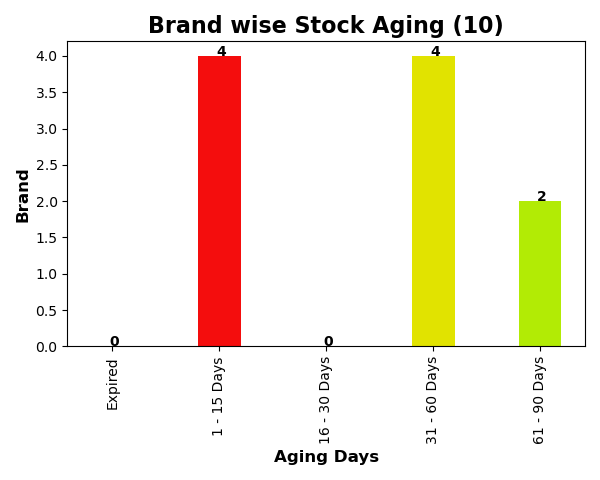 Brand wise Stock Aging (10)
4.0
3.5
3.0
2.5
2.0
1.5
1.0
0.5
0.0
Brand
0
4
0
4
2
Expired
1 - 15 Days
16 - 30 Days
31 - 60 Days
61 - 90 Days
Aging Days